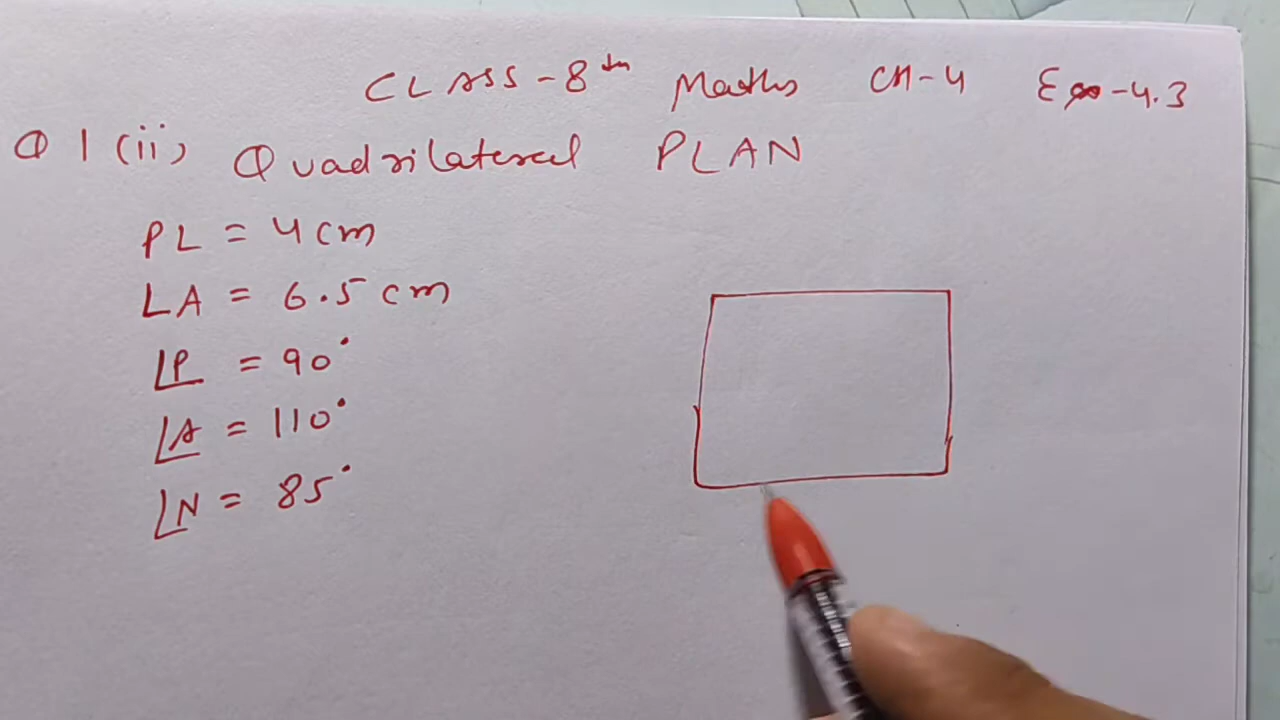 CLASS-8th Maths CH-4 Ex-4.3
Q 1 (ii) Quadrilateral PLAN
PL = 4 cm
LA = 6.5 cm
∠P = 90°
∠A = 110°
∠N = 85°